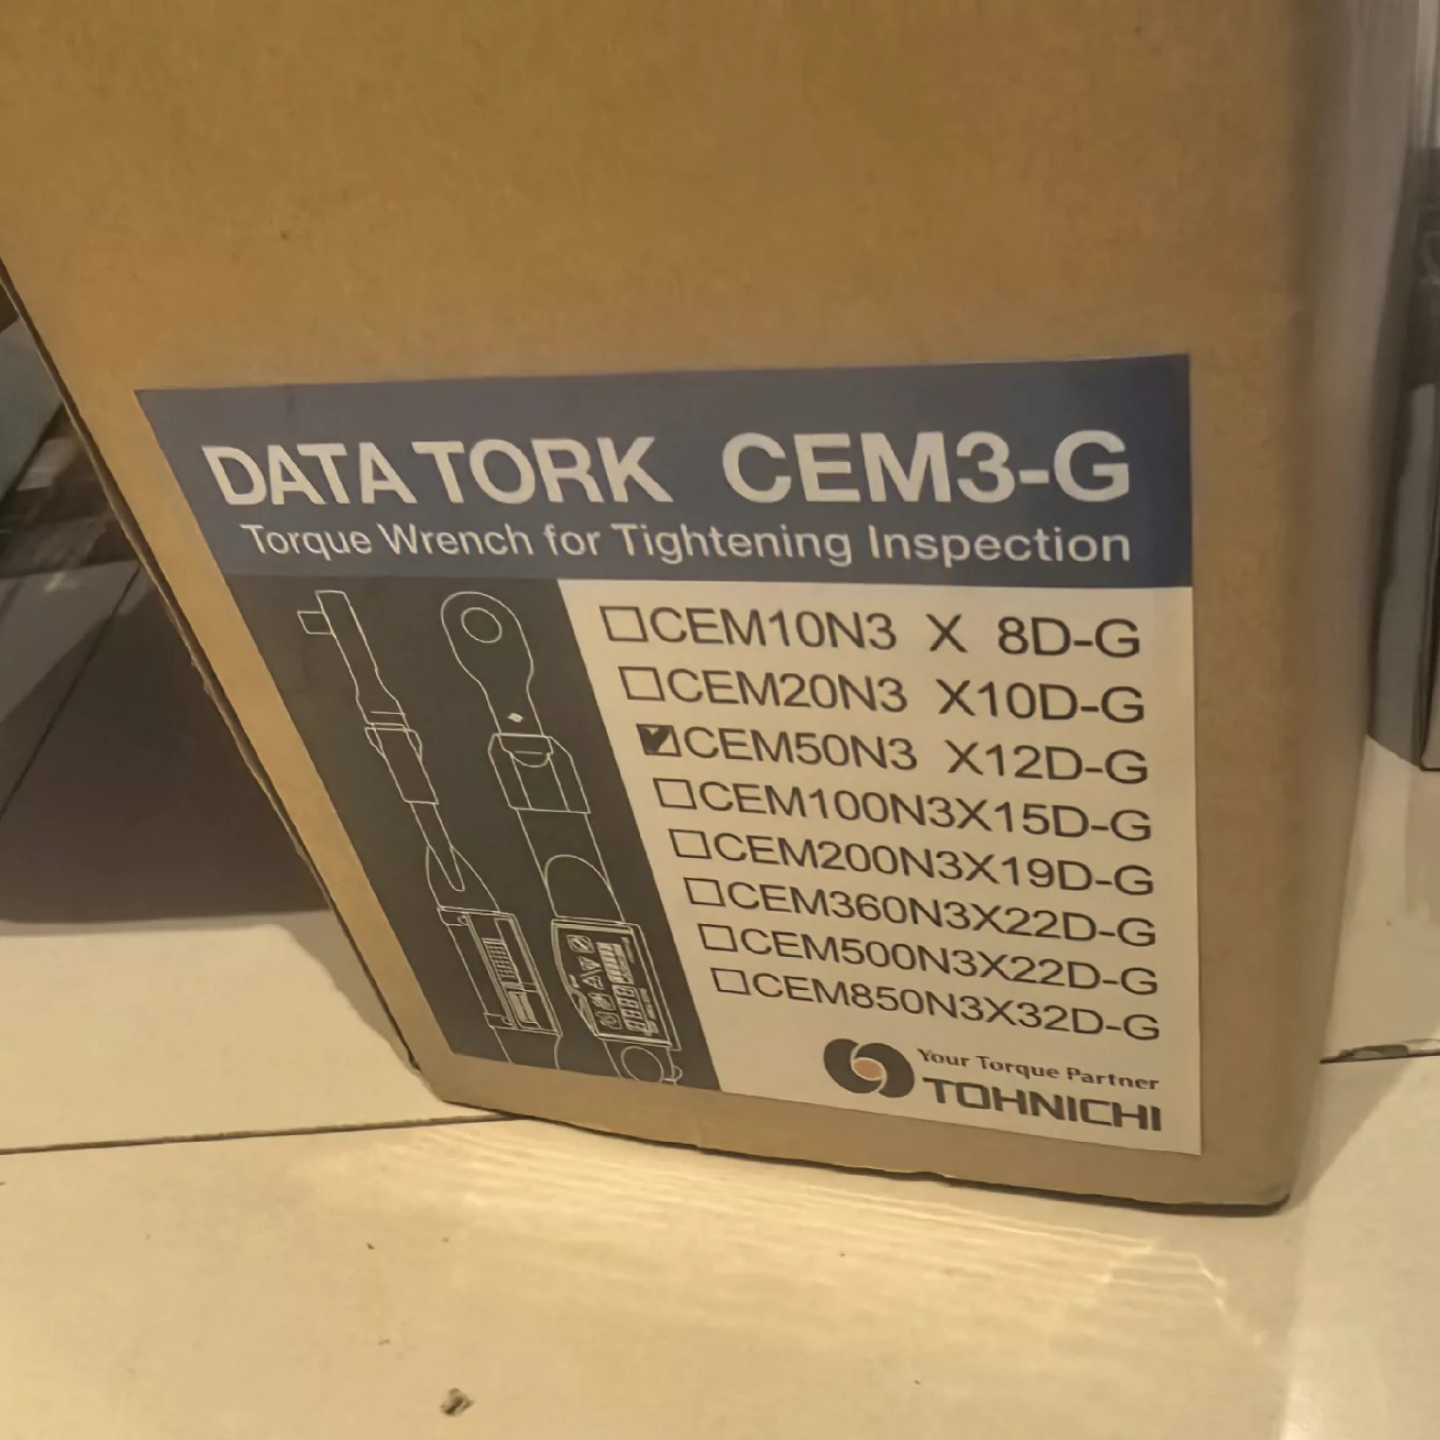 DATA TORK CEM3-G
Torque Wrench for Tightening Inspection
☐CEM10N3 X 8D-G
☐CEM20N3 X10D-G
☑CEM50N3 X12D-G
☐CEM100N3X15D-G
☐CEM200N3X19D-G
☐CEM360N3X22D-G
☐CEM500N3X22D-G
☐CEM850N3X32D-G
Your Torque Partner
TOHNICHI